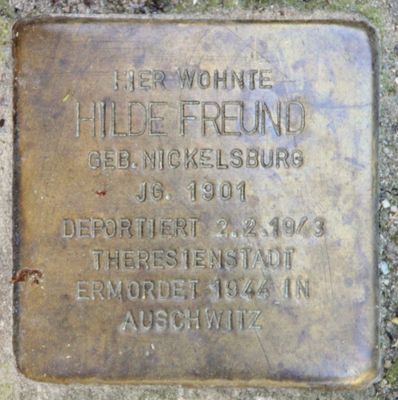 HIER WOHNTE
HILDE FREUND
GEB. NICKELSBURG
JG. 1901
DEPORTIERT 2.2.1943
THERESIENSTADT
ERMORDET 1944 IN
AUSCHWITZ